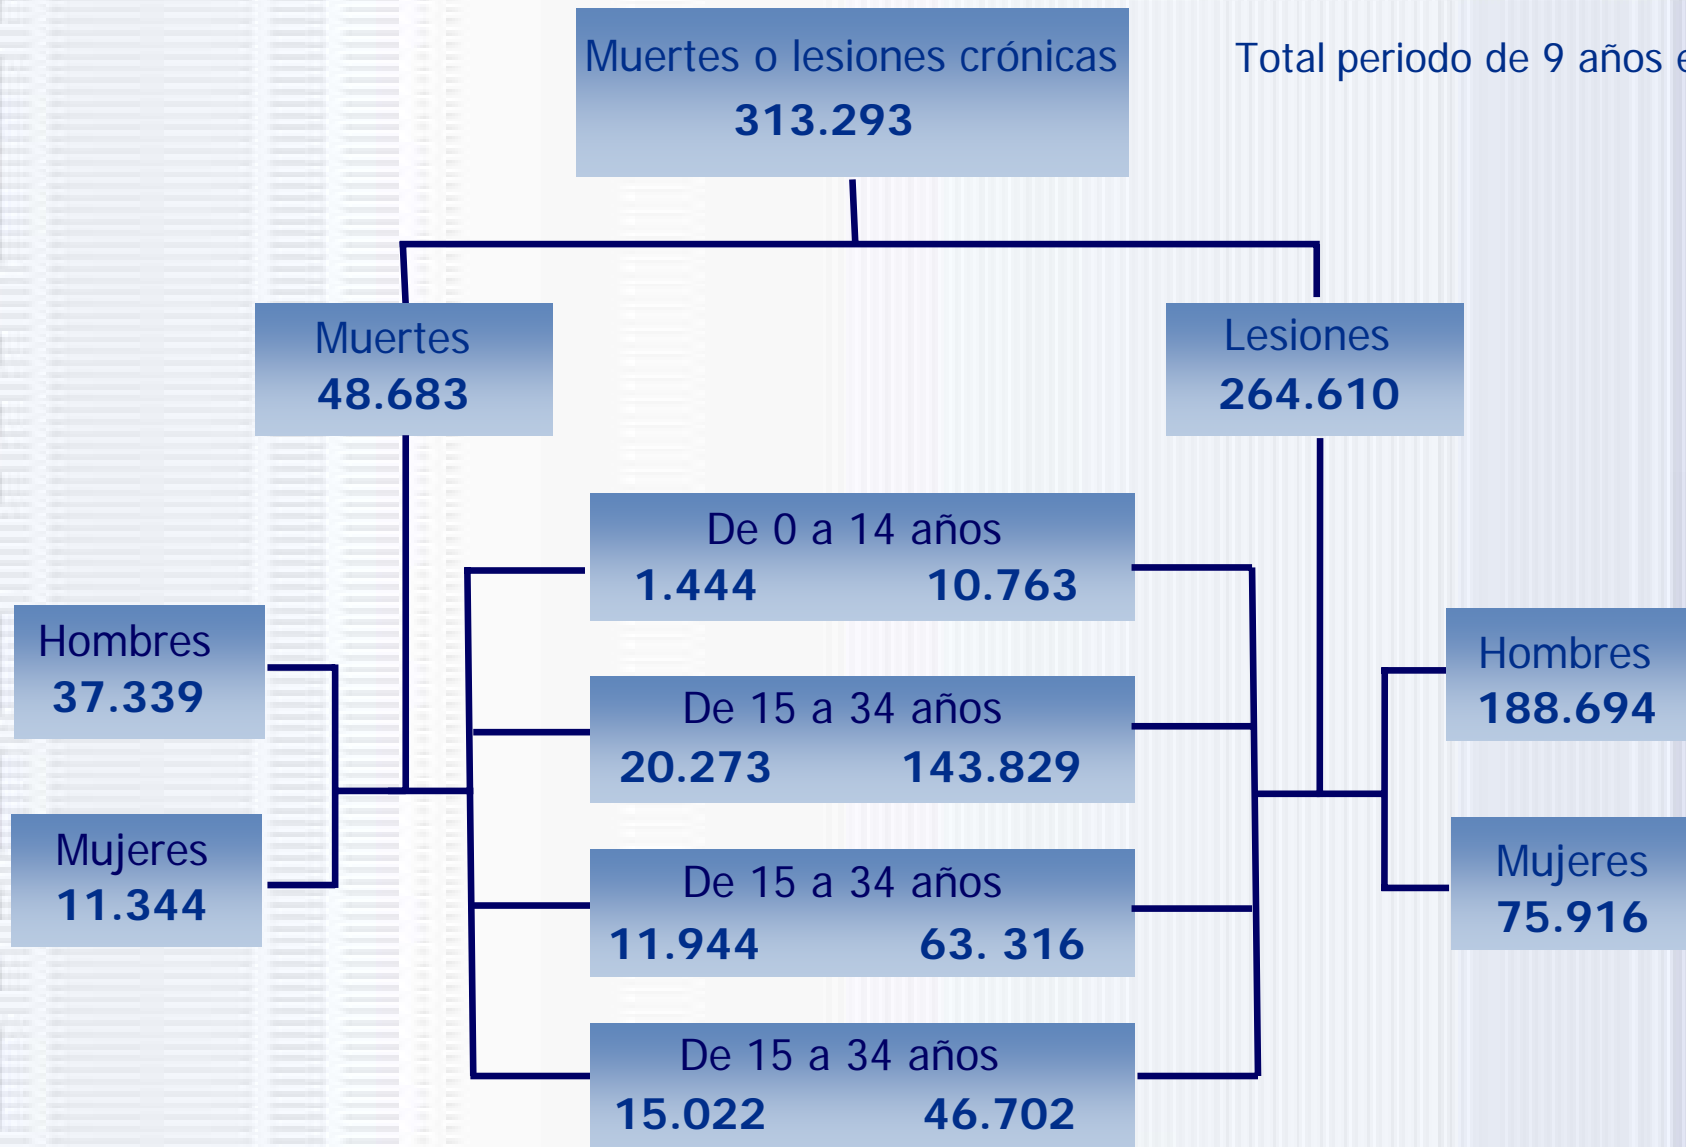 Muertes o lesiones crónicas
313.293
Total periodo de 9 años
Muertes
48.683
Lesiones
264.610
De 0 a 14 años
1.444 10.763
Hombres
37.339
Hombres
188.694
De 15 a 34 años
20.273 143.829
Mujeres
11.344
De 15 a 34 años
11.944 63. 316
Mujeres
75.916
De 15 a 34 años
15.022 46.702